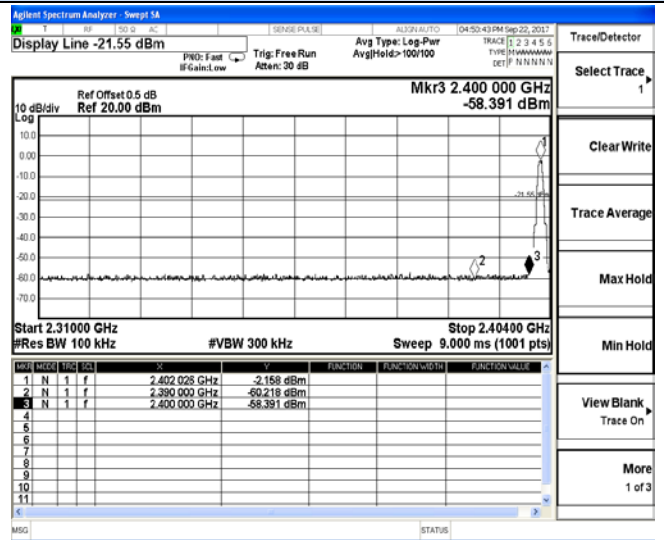 Agilent Spectrum Analyzer - Swept SA
T RF 50 Ω AC SENSE:PULSE ALIGN AUTO 04:50:43 PM Sep 22, 2017
Display Line -21.55 dBm
PNO: Fast
IFGain:Low
Trig: Free Run
Atten: 30 dB
Avg Type: Log-Pwr
Avg|Hold:>100/100
TRACE 1 2 3 4 5 6
TYPE M W W W W W
DET P N N N N N
Ref Offset 0.5 dB
Ref 20.00 dBm
10 dB/div
Log
Mkr3 2.400 000 GHz
-58.391 dBm
10.0
0.00
-10.0
-20.0
-30.0
-40.0
-50.0
-60.0
-70.0
1
-21.55 dBm
2
3
Start 2.31000 GHz
Stop 2.40400 GHz
#Res BW 100 kHz
#VBW 300 kHz
Sweep 9.000 ms (1001 pts)
MKR MODE TRC SCL X Y FUNCTION FUNCTION WIDTH FUNCTION VALUE
1 N 1 f 2.402 026 GHz -2.158 dBm
2 N 1 f 2.390 000 GHz -60.218 dBm
3 N 1 f 2.400 000 GHz -58.391 dBm
4
5
6
7
8
9
10
11
MSG
STATUS
Trace/Detector
Select Trace
1
Clear Write
Trace Average
Max Hold
Min Hold
View Blank
Trace On
More
1 of 3